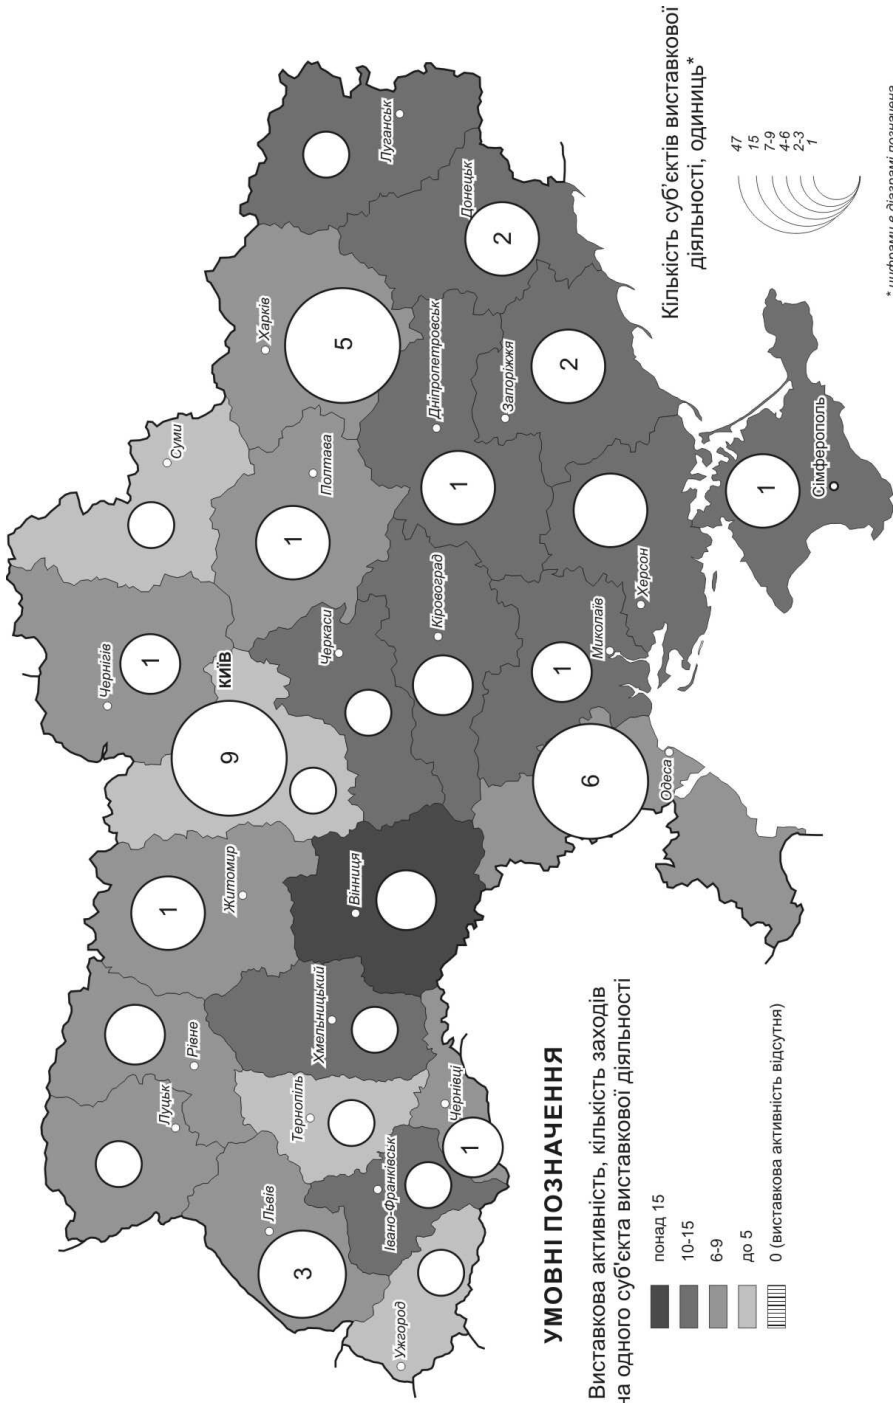 Луцьк
Рівне
Житомир
Чернігів
Суми
Київ
Харків
Луганськ
Львів
Тернопіль
Хмельницький
Вінниця
Черкаси
Полтава
Ужгород
Івано-Франківськ
Чернівці
Кіровоград
Дніпропетровськ
Донецьк
Запоріжжя
Миколаїв
Херсон
Одеса
Сімферополь
1
1
9
1
5
3
1
1
1
2
2
6
1
1
УМОВНІ ПОЗНАЧЕННЯ
Виставкова активність, кількість заходів
на одного суб'єкта виставкової діяльності
понад 15
10-15
6-9
до 5
0 (виставкова активність відсутня)
Кількість суб'єктів виставкової
діяльності, одиниць*
47
15
7-9
4-6
2-3
1
* цифрами в діаграмі позначена